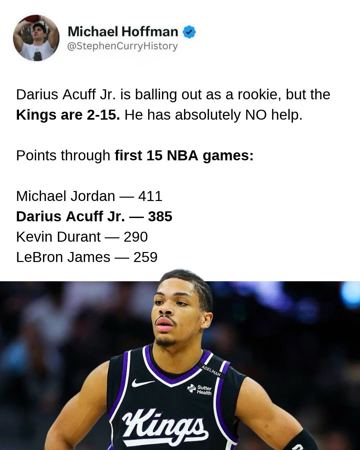 Michael Hoffman
@StephenCurryHistory
Darius Acuff Jr. is balling out as a rookie, but the
Kings are 2-15. He has absolutely NO help.
Points through first 15 NBA games:
Michael Jordan — 411
Darius Acuff Jr. — 385
Kevin Durant — 290
LeBron James — 259
Sutter
Health
Kings